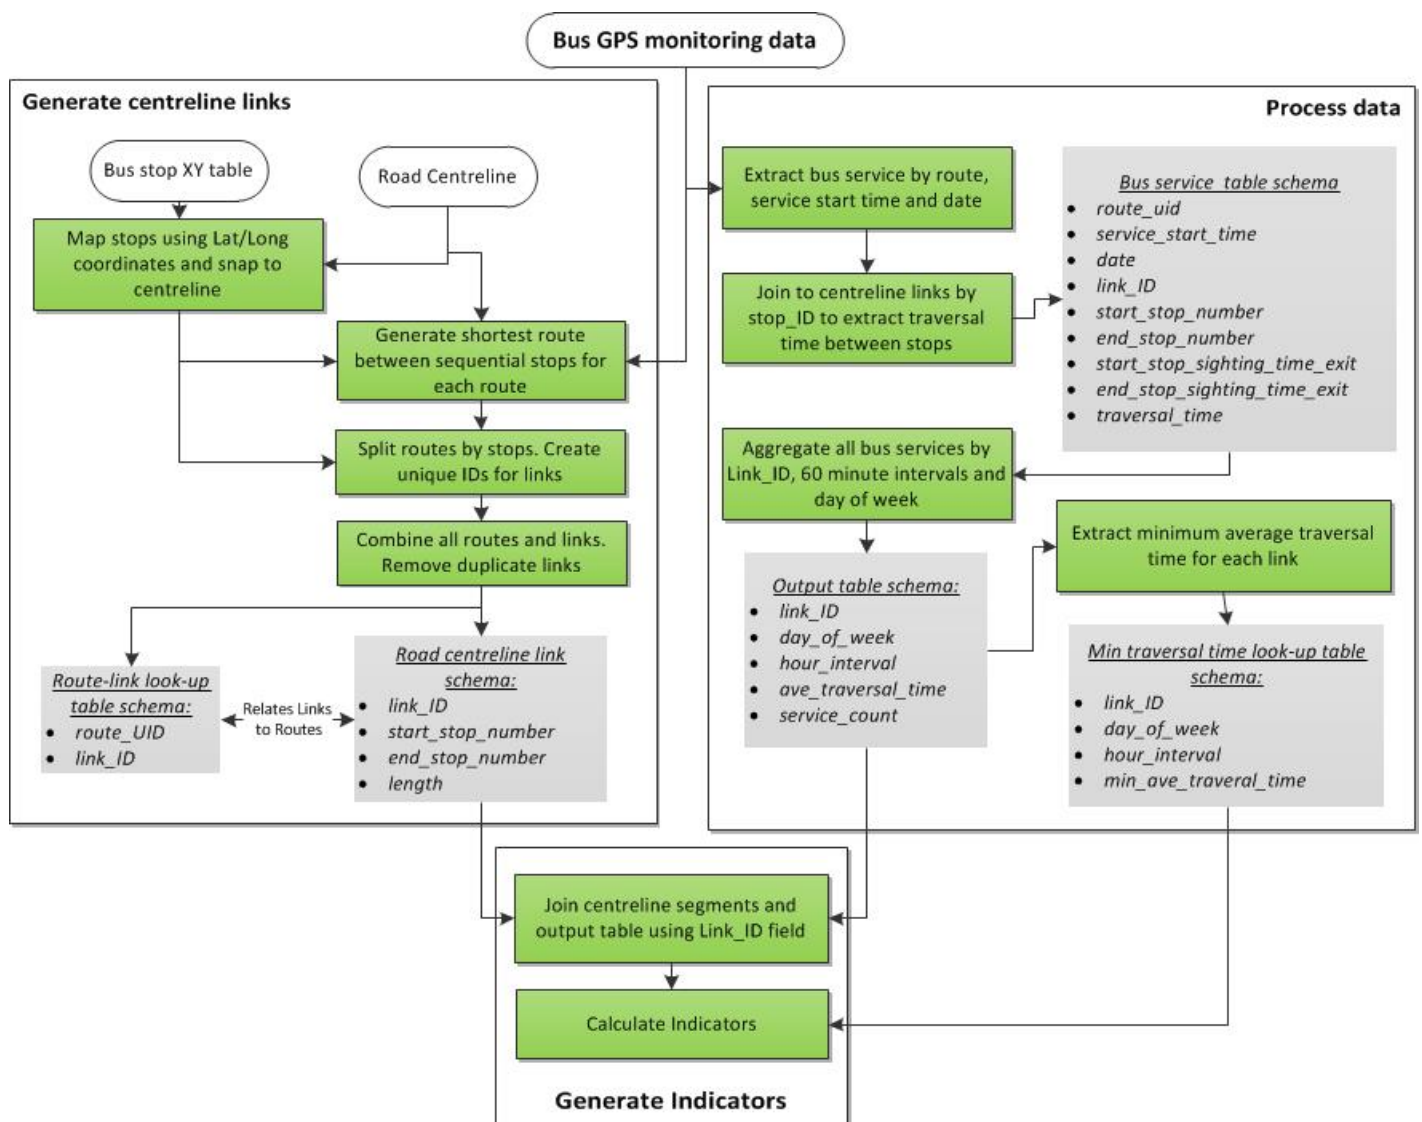 Bus GPS monitoring data
Generate centreline links
Bus stop XY table
Road Centreline
Map stops using Lat/Long
coordinates and snap to
centreline
Generate shortest route
between sequential stops for
each route
Split routes by stops. Create
unique IDs for links
Combine all routes and links.
Remove duplicate links
Route-link look-up
table schema:
• route_UID
• link_ID
Relates Links
to Routes
Road centreline link
schema:
• link_ID
• start_stop_number
• end_stop_number
• length
Process data
Extract bus service by route,
service start time and date
Join to centreline links by
stop_ID to extract traversal
time between stops
Bus service table schema
• route_uid
• service_start_time
• date
• link_ID
• start_stop_number
• end_stop_number
• start_stop_sighting_time_exit
• end_stop_sighting_time_exit
• traversal_time
Aggregate all bus services by
Link_ID, 60 minute intervals and
day of week
Output table schema:
• link_ID
• day_of_week
• hour_interval
• ave_traversal_time
• service_count
Extract minimum average traversal
time for each link
Min traversal time look-up table
schema:
• link_ID
• day_of_week
• hour_interval
• min_ave_traveral_time
Join centreline segments and
output table using Link_ID field
Calculate Indicators
Generate Indicators